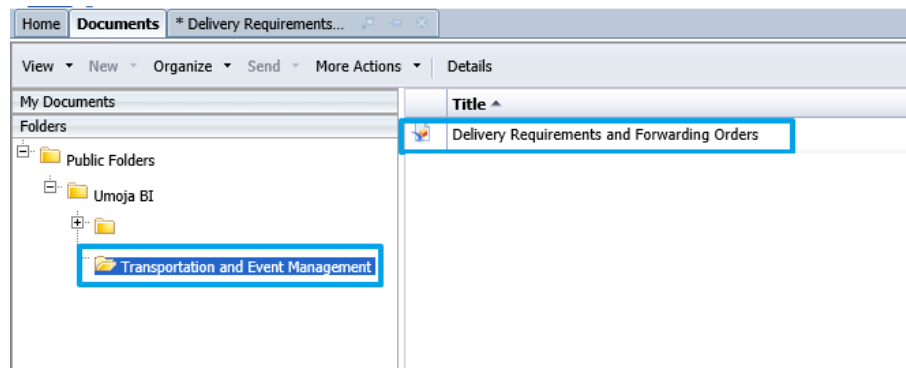 Home Documents * Delivery Requirements...
View New Organize Send More Actions Details
My Documents
Title
Folders
Delivery Requirements and Forwarding Orders
Public Folders
Umoja BI
Transportation and Event Management